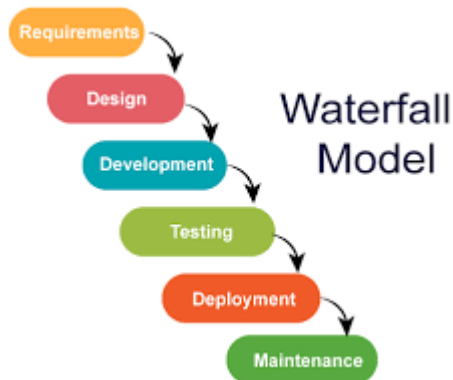 Requirements
Design
Waterfall
Model
Development
Testing
Deployment
Maintenance